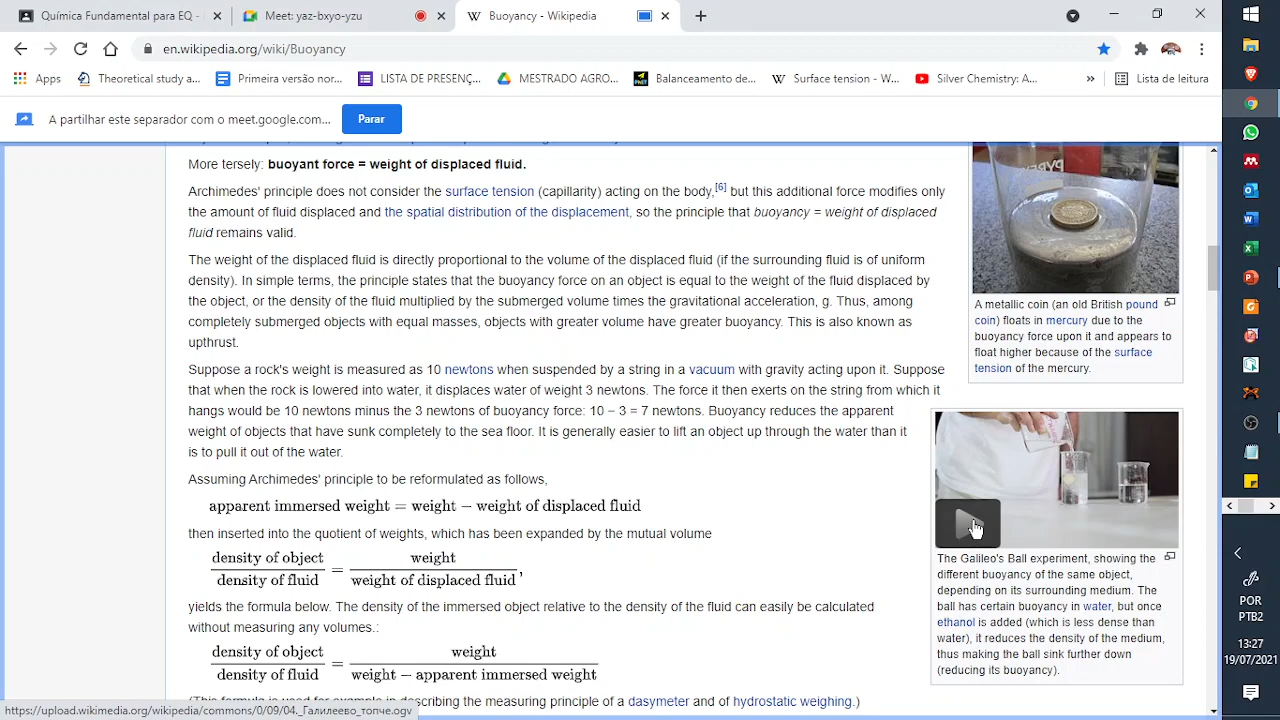 Química Fundamental para EQ -
Meet: yaz-bxyo-yzu
Buoyancy - Wikipedia
en.wikipedia.org/wiki/Buoyancy
Apps
Theoretical study a...
Primeira versão nor...
LISTA DE PRESENÇ...
MESTRADO AGRO...
Balanceamento de...
Surface tension - W...
Silver Chemistry: A...
»
Lista de leitura
A partilhar este separador com o meet.google.com...
Parar
More tersely: buoyant force = weight of displaced fluid.
Archimedes' principle does not consider the surface tension (capillarity) acting on the body,[6] but this additional force modifies only
the amount of fluid displaced and the spatial distribution of the displacement, so the principle that buoyancy = weight of displaced
fluid remains valid.
The weight of the displaced fluid is directly proportional to the volume of the displaced fluid (if the surrounding fluid is of uniform
density). In simple terms, the principle states that the buoyancy force on an object is equal to the weight of the fluid displaced by
the object, or the density of the fluid multiplied by the submerged volume times the gravitational acceleration, g. Thus, among
completely submerged objects with equal masses, objects with greater volume have greater buoyancy. This is also known as
upthrust.
Suppose a rock's weight is measured as 10 newtons when suspended by a string in a vacuum with gravity acting upon it. Suppose
that when the rock is lowered into water, it displaces water of weight 3 newtons. The force it then exerts on the string from which it
hangs would be 10 newtons minus the 3 newtons of buoyancy force: 10 − 3 = 7 newtons. Buoyancy reduces the apparent
weight of objects that have sunk completely to the sea floor. It is generally easier to lift an object up through the water than it
is to pull it out of the water.
Assuming Archimedes' principle to be reformulated as follows,
apparent immersed weight = weight − weight of displaced fluid
then inserted into the quotient of weights, which has been expanded by the mutual volume
density of object
density of fluid
=
weight
weight of displaced fluid
,
yields the formula below. The density of the immersed object relative to the density of the fluid can easily be calculated
without measuring any volumes.:
density of object
density of fluid
=
weight
weight − apparent immersed weight
(This formula is used for example in describing the measuring principle of a dasymeter and of hydrostatic weighing.)
https://upload.wikimedia.org/wikipedia/commons/0/09/04._Галилеево_топче.ogv
PYREX
A metallic coin (an old British pound
coin) floats in mercury due to the
buoyancy force upon it and appears to
float higher because of the surface
tension of the mercury.
The Galileo's Ball experiment, showing the
different buoyancy of the same object,
depending on its surrounding medium. The
ball has certain buoyancy in water, but once
ethanol is added (which is less dense than
water), it reduces the density of the medium,
thus making the ball sink further down
(reducing its buoyancy).
POR
PTB2
13:27
19/07/2021